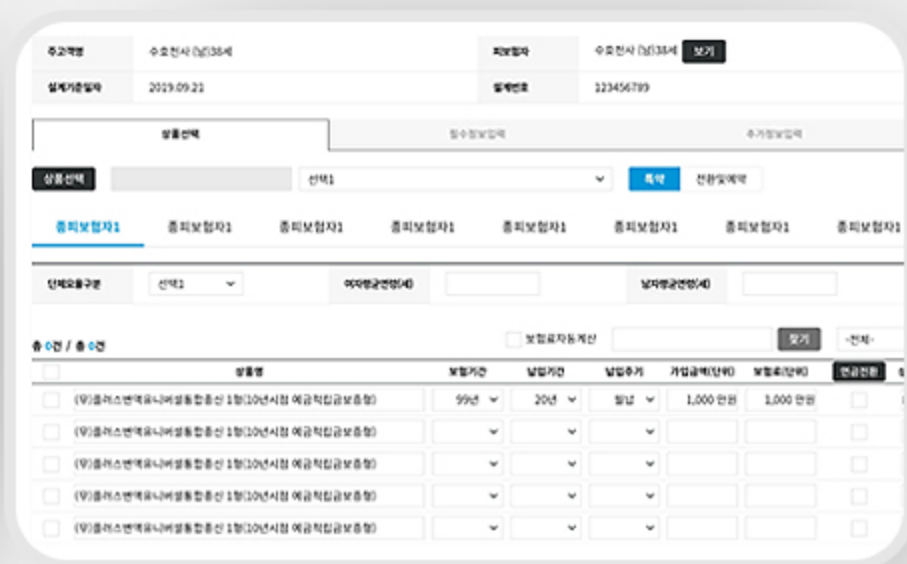 주고객명 수호천사 (남)38세 피보험자 수호천사 (남)38세 보기
설계기준일자 2019.09.21 설계번호 123456789
상품선택 필수정보입력 추가정보입력
상품선택 선택1 특약 전환및예약
종피보험자1 종피보험자1 종피보험자1 종피보험자1 종피보험자1 종피보험자1 종피보험자1 종피보험자1
단체요율구분 선택1 여자평균연령(세) 남자평균연령(세)
총 0건 / 총 0건 보험료자동계산 찾기 -전체-
상품명 보험기간 납입기간 납입주기 가입금액(단위) 보험료(단위) 연금전환
(무)플러스변액유니버셜통합종신 1형(10년시점 예금적립금보증형) 99년 20년 월납 1,000 만원 1,000 만원
(무)플러스변액유니버셜통합종신 1형(10년시점 예금적립금보증형)
(무)플러스변액유니버셜통합종신 1형(10년시점 예금적립금보증형)
(무)플러스변액유니버셜통합종신 1형(10년시점 예금적립금보증형)
(무)플러스변액유니버셜통합종신 1형(10년시점 예금적립금보증형)